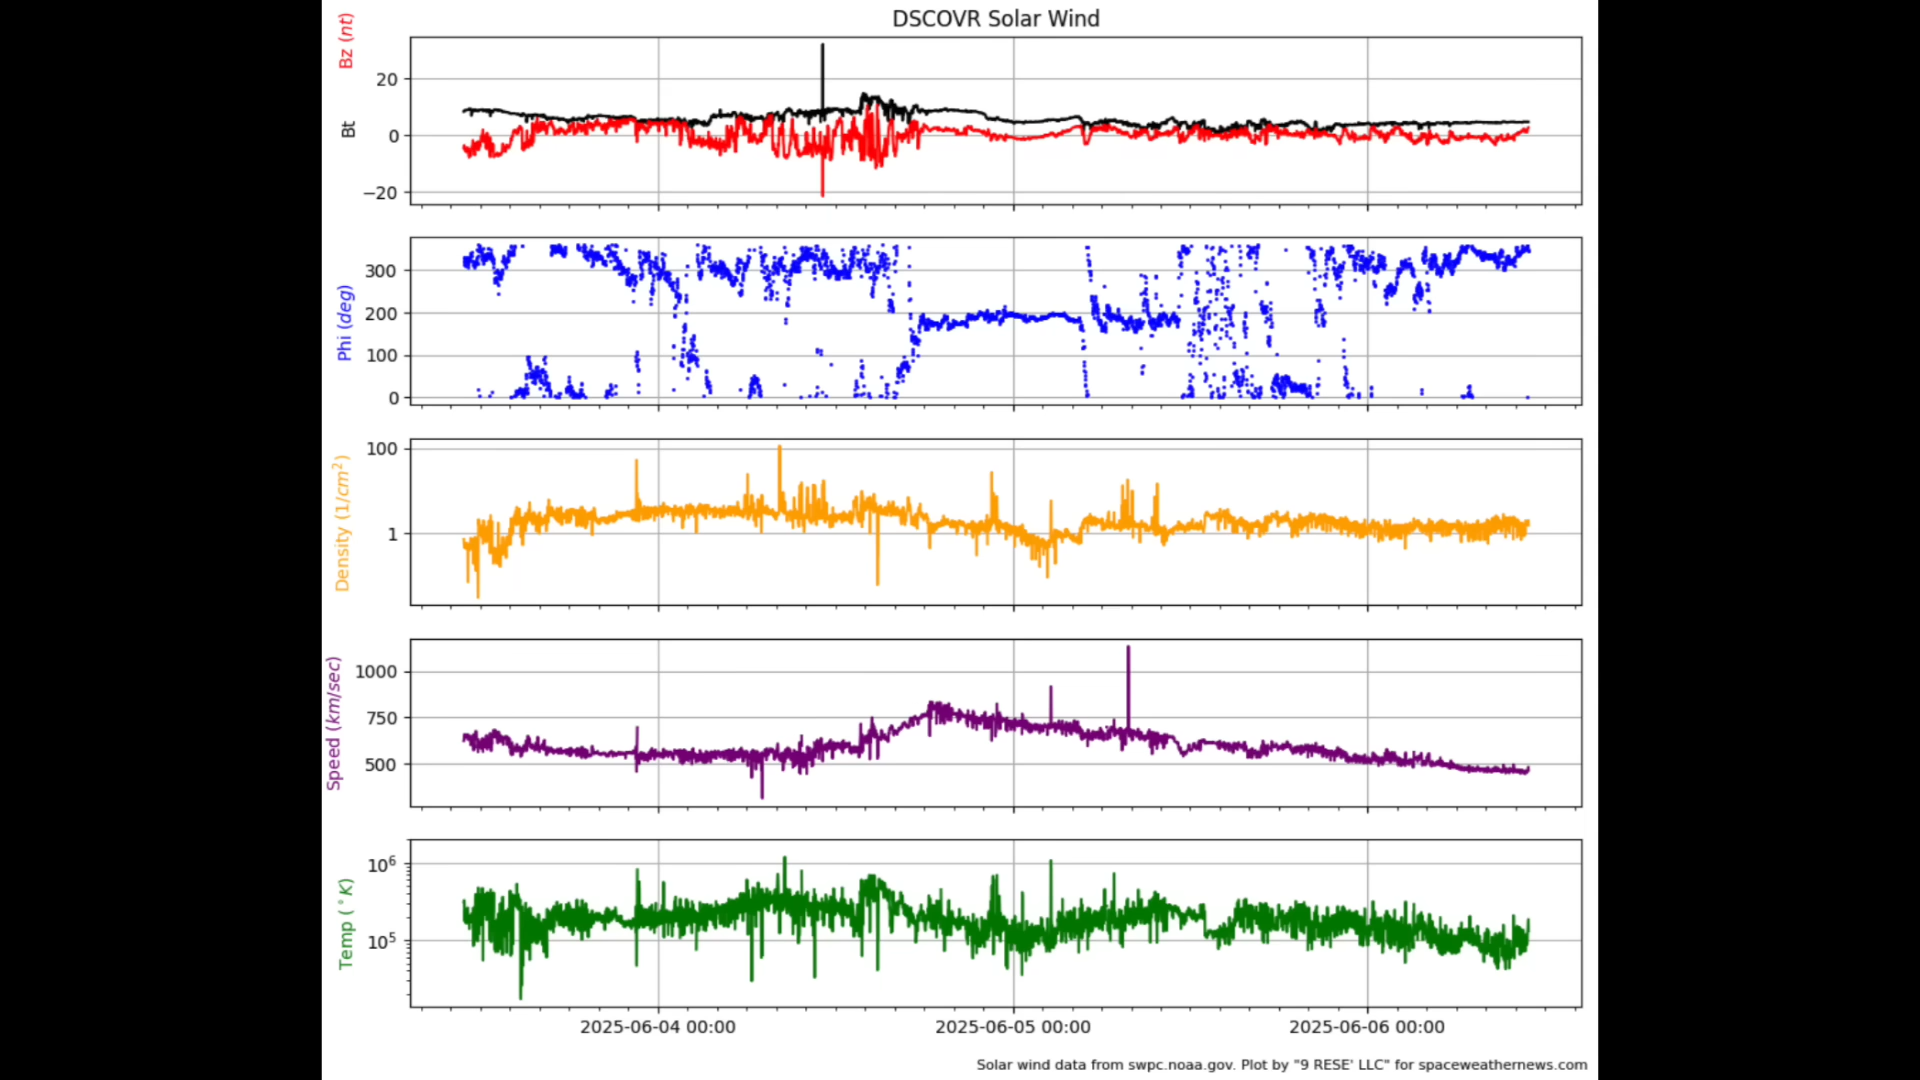 DSCOVR Solar Wind
Bz (nt)
Bt
20
0
−20
Phi (deg)
300
200
100
0
Density (1/cm²)
100
1
Speed (km/sec)
1000
750
500
Temp (°K)
10⁶
10⁵
2025-06-04 00:00
2025-06-05 00:00
2025-06-06 00:00
Solar wind data from swpc.noaa.gov. Plot by "9 RESE' LLC" for spaceweathernews.com